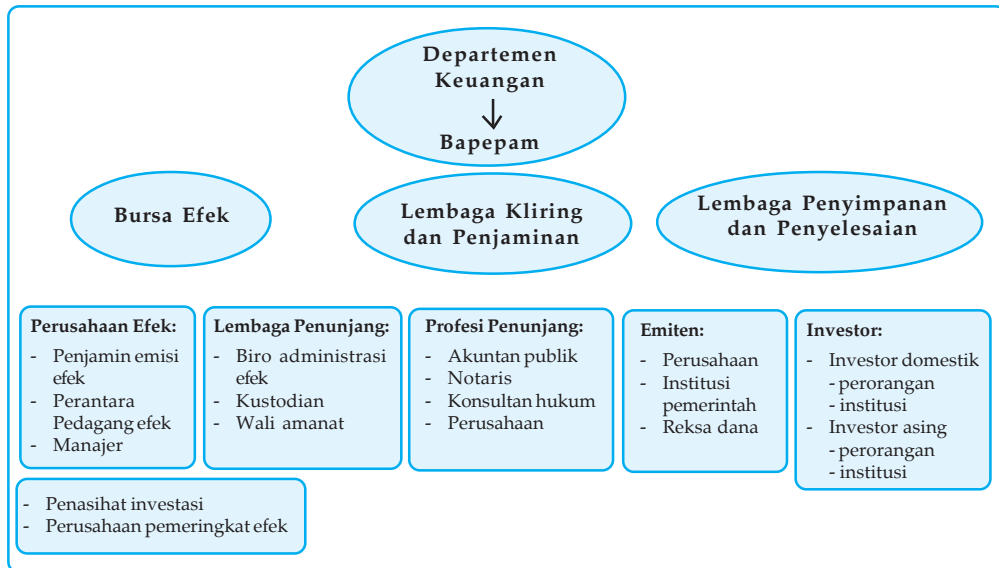 Departemen
Keuangan
Bapepam
Bursa Efek
Lembaga Kliring
dan Penjaminan
Lembaga Penyimpanan
dan Penyelesaian
Perusahaan Efek:
- Penjamin emisi
efek
- Perantara
Pedagang efek
- Manajer
Lembaga Penunjang:
- Biro administrasi
efek
- Kustodian
- Wali amanat
Profesi Penunjang:
- Akuntan publik
- Notaris
- Konsultan hukum
- Perusahaan
Emiten:
- Perusahaan
- Institusi
pemerintah
- Reksa dana
Investor:
- Investor domestik
- perorangan
- institusi
- Investor asing
- perorangan
- institusi
- Penasihat investasi
- Perusahaan pemeringkat efek